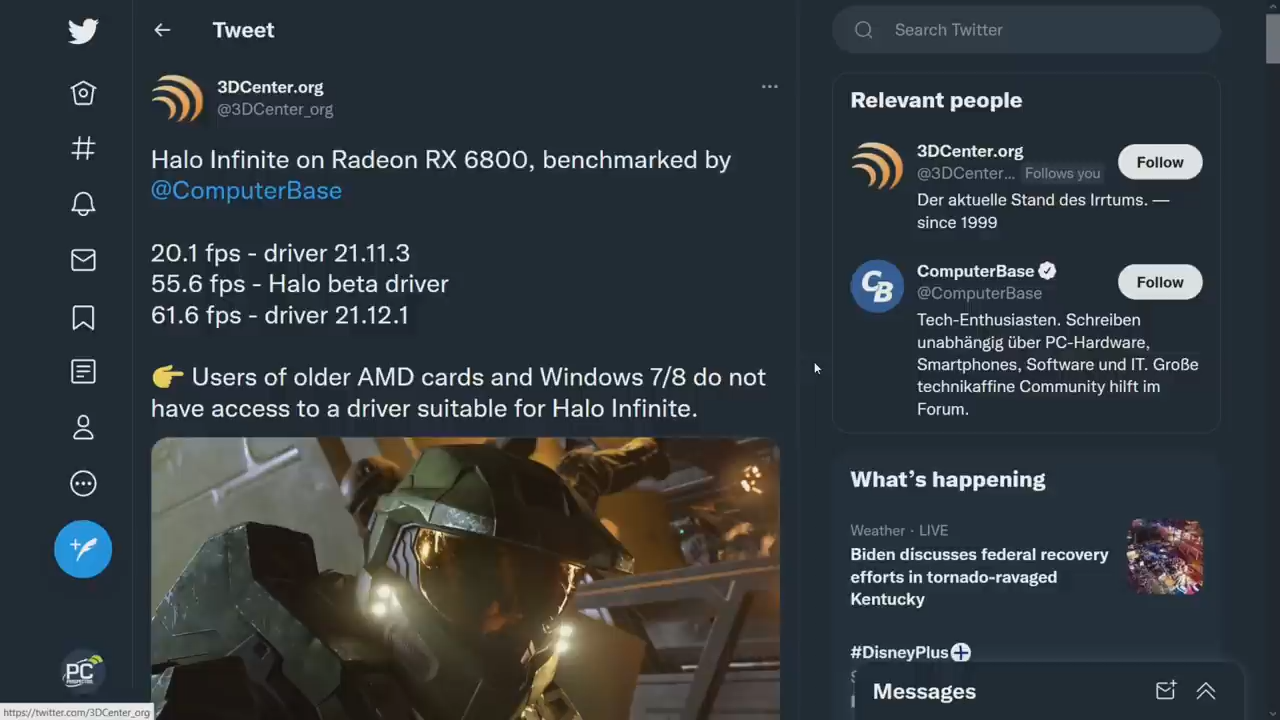 Tweet
3DCenter.org
@3DCenter_org
Halo Infinite on Radeon RX 6800, benchmarked by
@ComputerBase
20.1 fps - driver 21.11.3
55.6 fps - Halo beta driver
61.6 fps - driver 21.12.1
👉 Users of older AMD cards and Windows 7/8 do not
have access to a driver suitable for Halo Infinite.
Search Twitter
Relevant people
3DCenter.org
@3DCenter... Follows you
Follow
Der aktuelle Stand des Irrtums. —
since 1999
ComputerBase
@ComputerBase
Follow
Tech-Enthusiasten. Schreiben
unabhängig über PC-Hardware,
Smartphones, Software und IT. Große
technikaffine Community hilft im
Forum.
What's happening
Weather · LIVE
Biden discusses federal recovery
efforts in tornado-ravaged
Kentucky
#DisneyPlus
Messages
PC
https://twitter.com/3DCenter_org